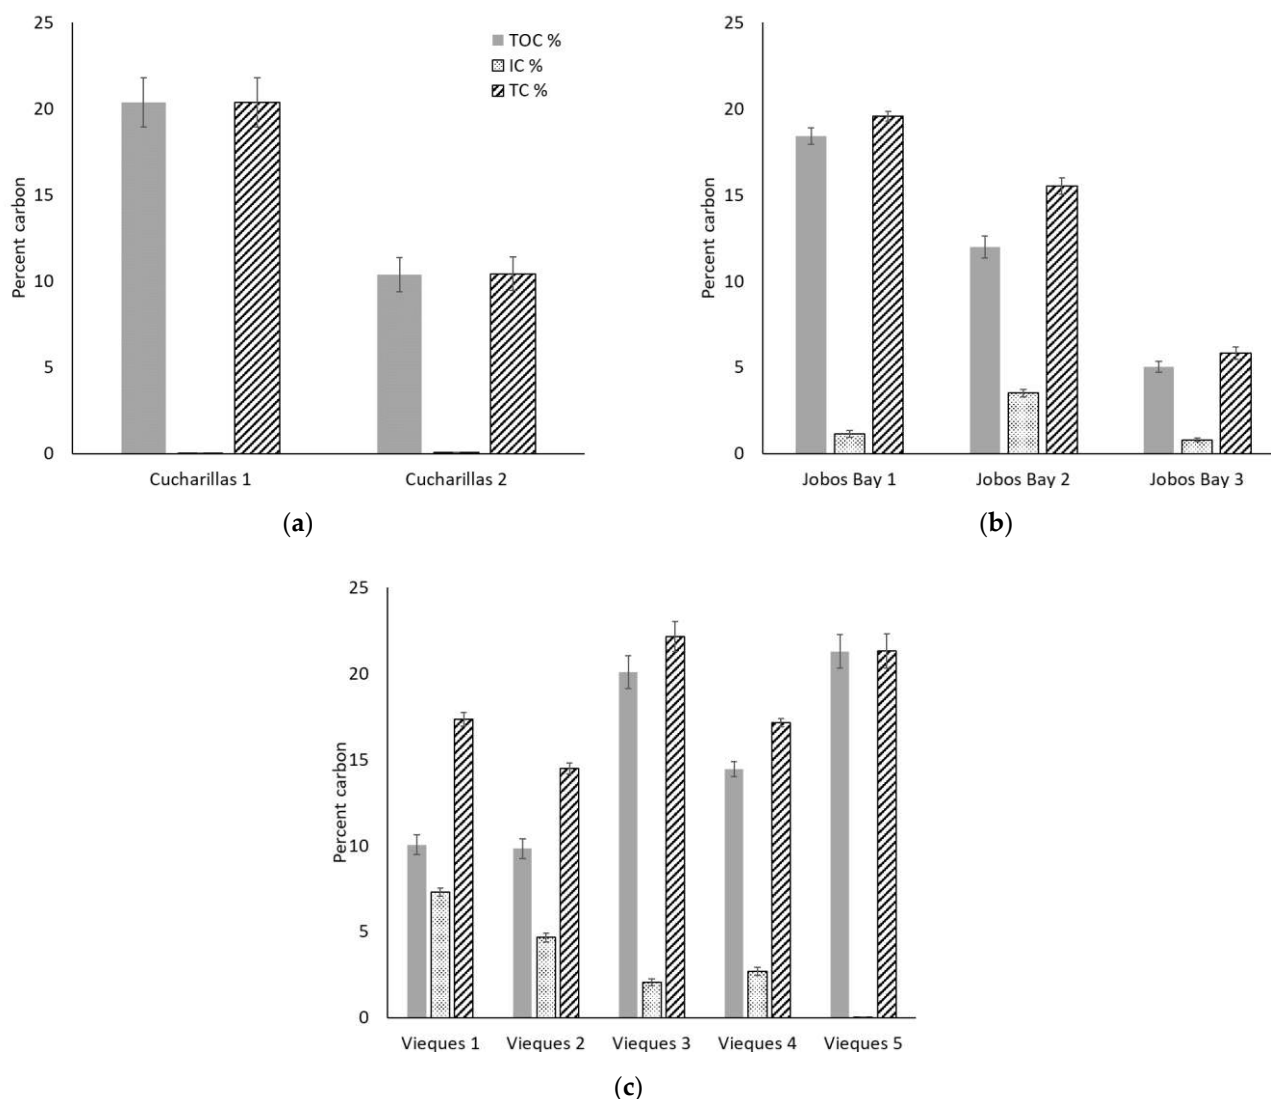 25
20
15
10
5
0
Percent carbon
TOC %
IC %
TC %
Cucharillas 1 Cucharillas 2
(a)
25
20
15
10
5
0
Percent carbon
Jobos Bay 1 Jobos Bay 2 Jobos Bay 3
(b)
25
20
15
10
5
0
Percent carbon
Vieques 1 Vieques 2 Vieques 3 Vieques 4 Vieques 5
(c)